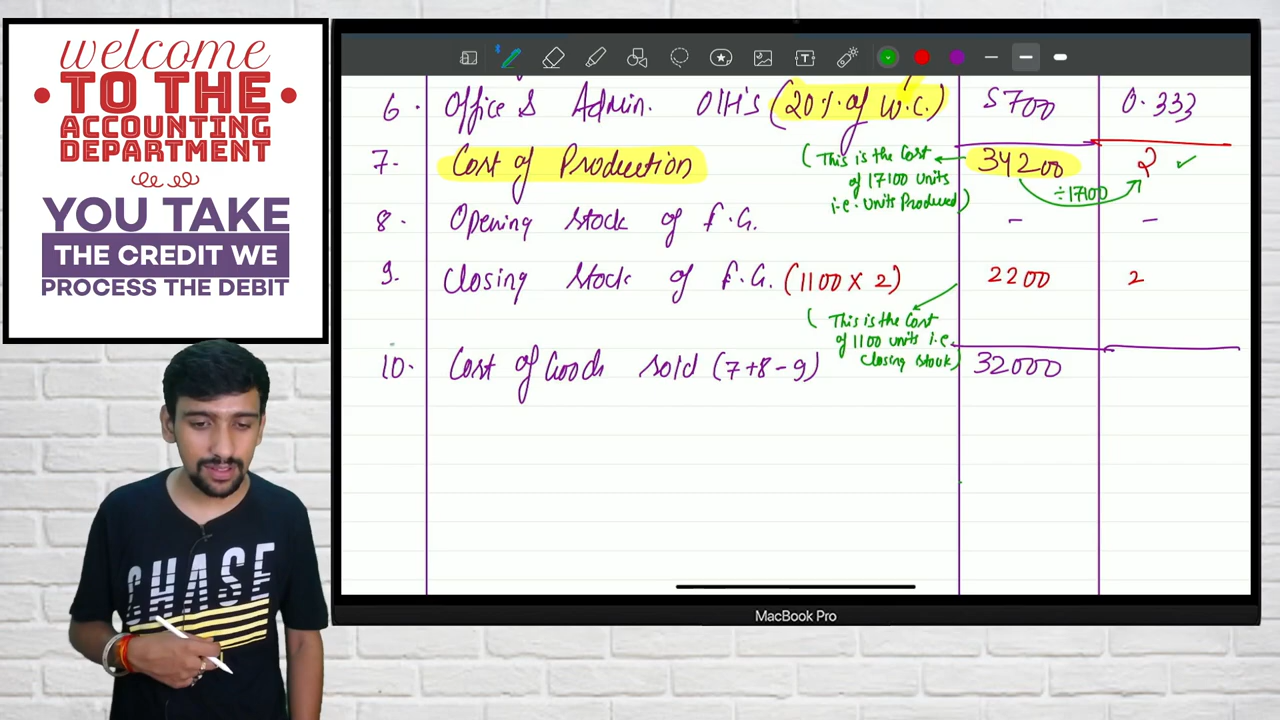 welcome
TO THE
ACCOUNTING
DEPARTMENT
YOU TAKE
THE CREDIT WE
PROCESS THE DEBIT
CHASE
6. Office & Admin. OH's (20% of W.C.) 5700 0.333
7. Cost of Production (This is the Cost of 17100 units i.e. units Produced) 34200 ÷17100 2 ✓
8. Opening stock of f.G. - -
9. Closing stock of f.G. (1100 x 2) 2200 2
(This is the Cost of 1100 units i.e. Closing stock)
10. Cost of Goods sold (7+8-9) 32000
MacBook Pro